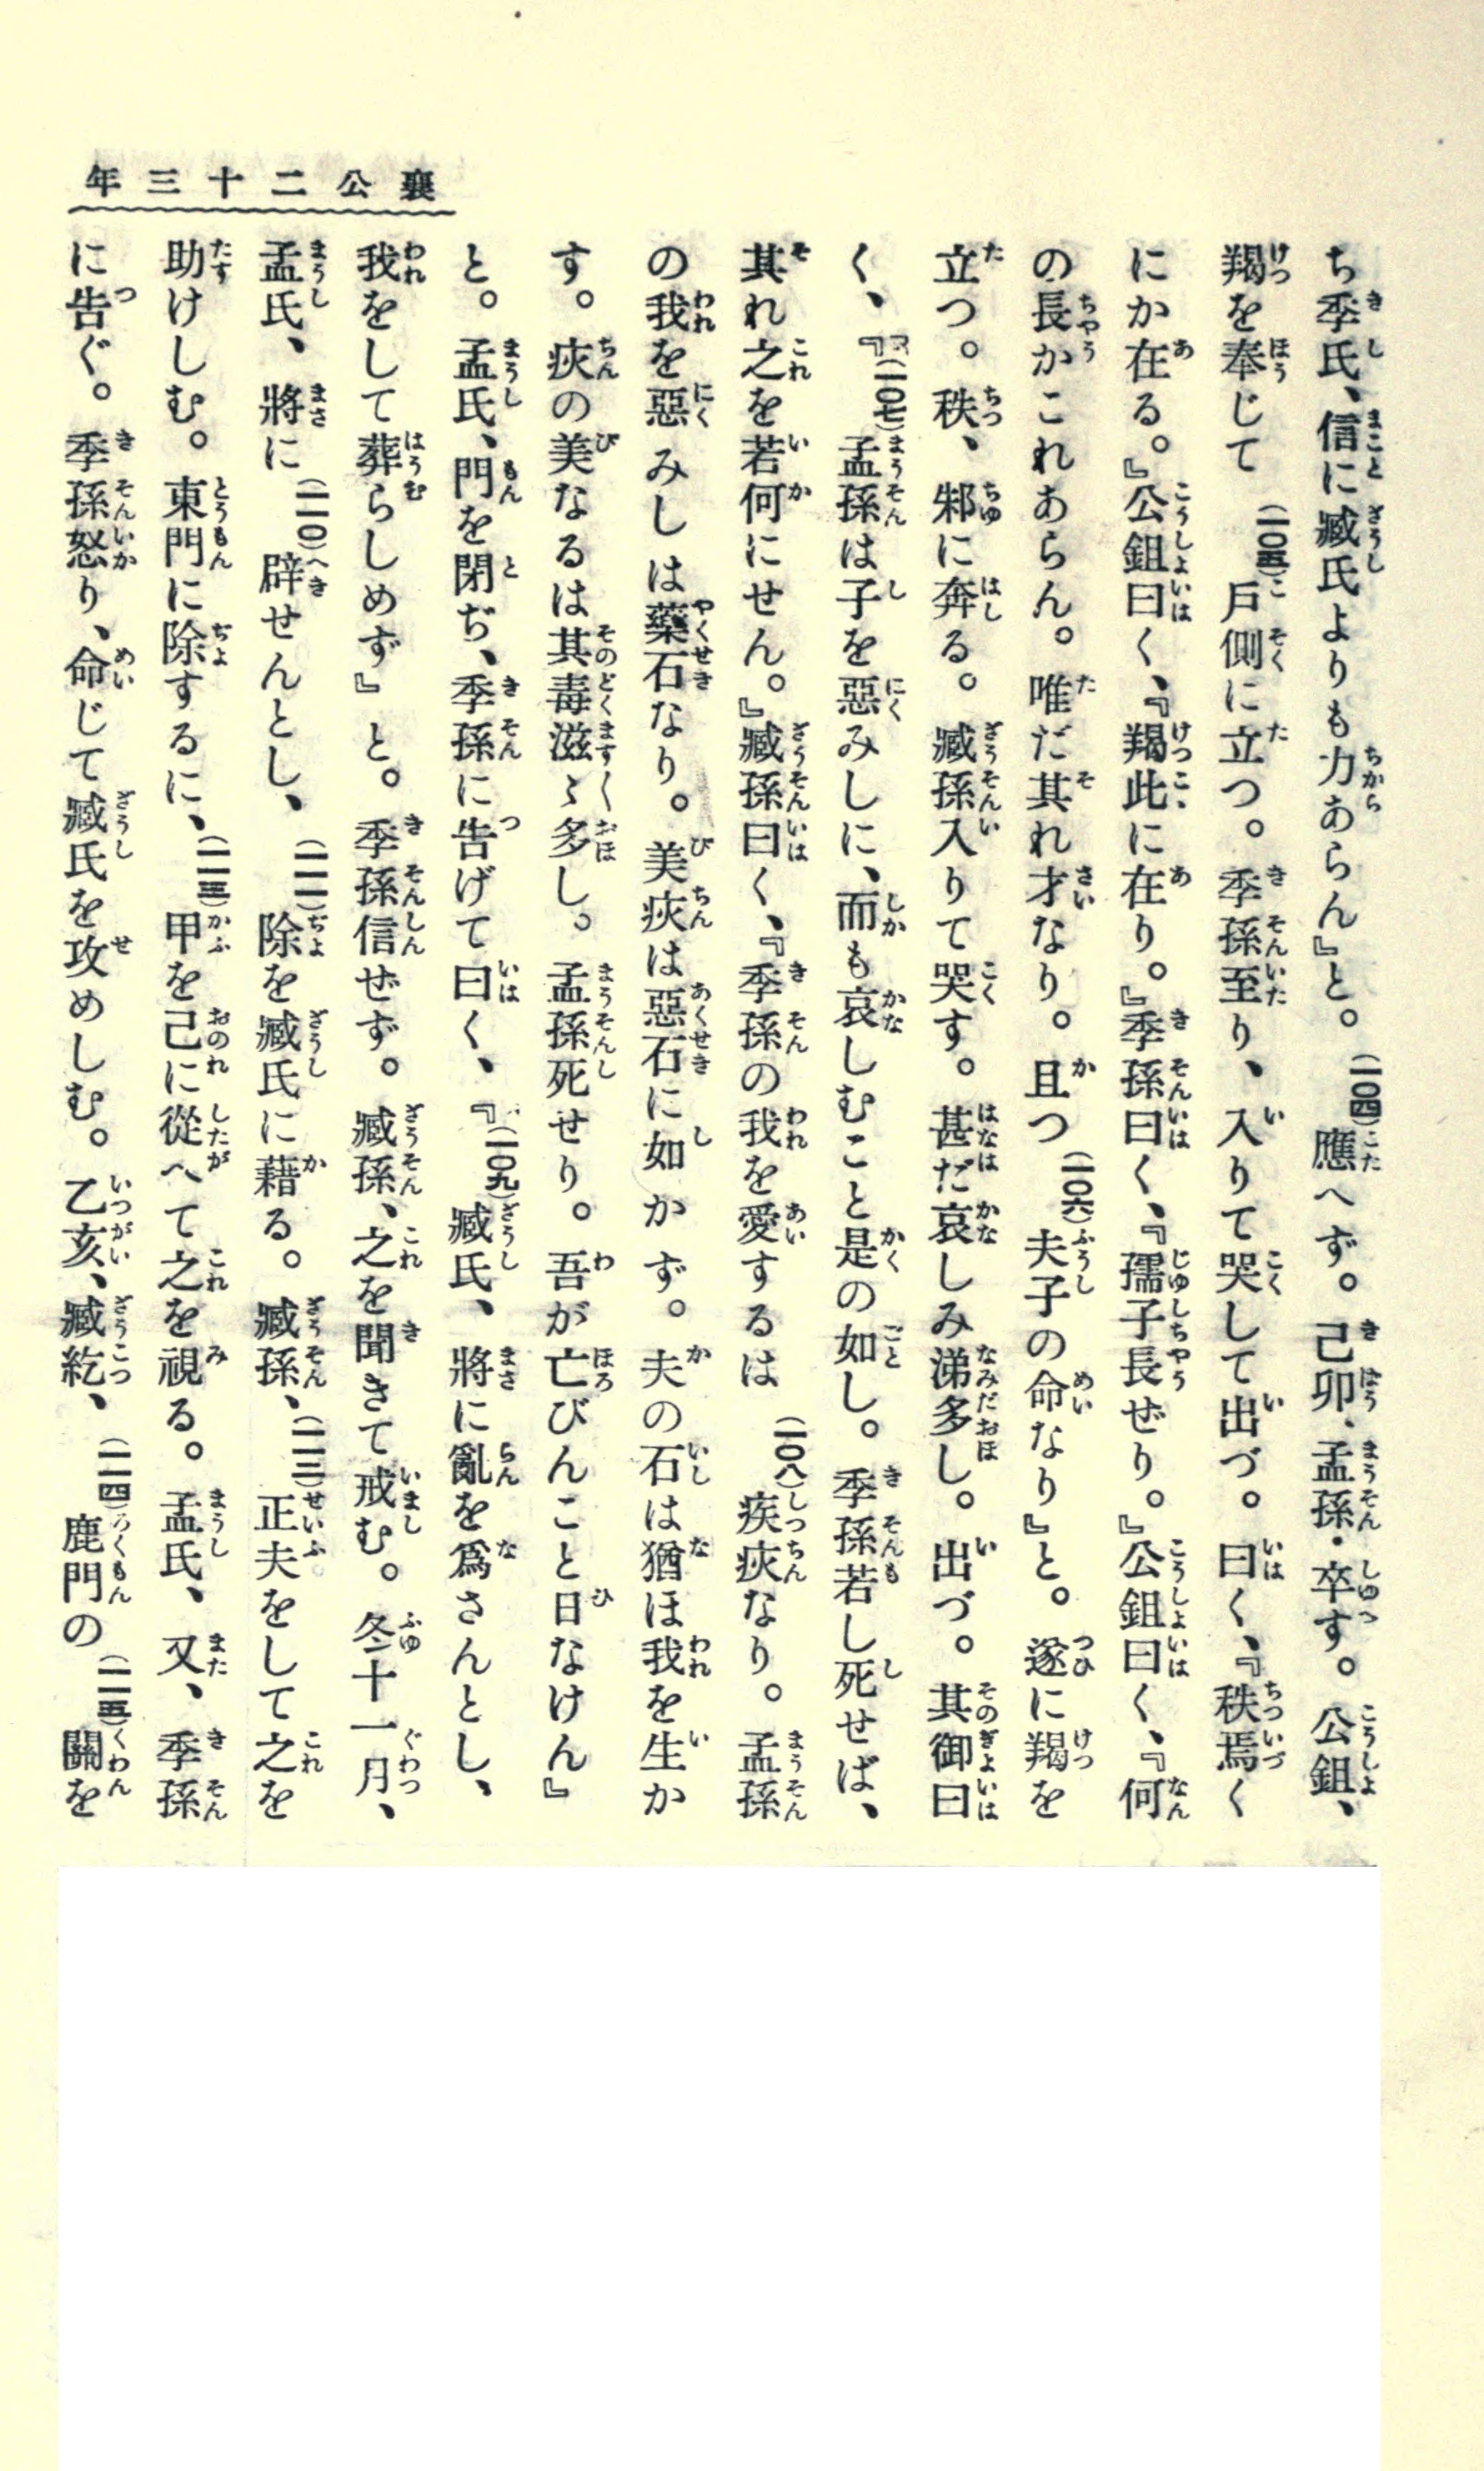 襄公二十三年
ち季氏、信に臧氏よりも力あらん』と。(一〇四)應へず。己卯、孟孫・卒す。公鉏、
羯を奉じて(一〇五)戶側に立つ。季孫至り、入りて哭して出づ。曰く、『秩焉く
にか在る。』公鉏曰く、『羯此に在り。』季孫曰く、『孺子長ぜり。』公鉏曰く、『何
の長かこれあらん。唯だ其れ才なり。且つ(一〇六)夫子の命なり』と。遂に羯を
立つ。秩、邾に奔る。臧孫入りて哭す。甚だ哀しみ涕多し。出づ。其御曰
く、『(一〇七)孟孫は子を惡みしに、而も哀しむこと是の如し。季孫若し死せば、
其れ之を若何にせん。』臧孫曰く、『季孫の我を愛するは(一〇八)疾疢なり。孟孫
の我を惡みしは藥石なり。美疢は惡石に如かず。夫の石は猶ほ我を生か
す。疢の美なるは其毒滋〻多し。孟孫死せり。吾が亡びんこと日なけん』
と。孟氏、門を閉ぢ、季孫に告げて曰く、『(一〇九)臧氏、將に亂を爲さんとし、
我をして葬らしめず』と。季孫信ぜず。臧孫、之を聞きて戒む。冬十一月、
孟氏、將に(一一〇)辟せんとし、(一一一)除を臧氏に藉る。臧孫、(一一二)正夫をして之を
助けしむ。東門に除するに、(一一三)甲を己に從へて之を視る。孟氏、又、季孫
に告ぐ。季孫怒り、命じて臧氏を攻めしむ。乙亥、臧紇、(一一四)鹿門の(一一五)關を